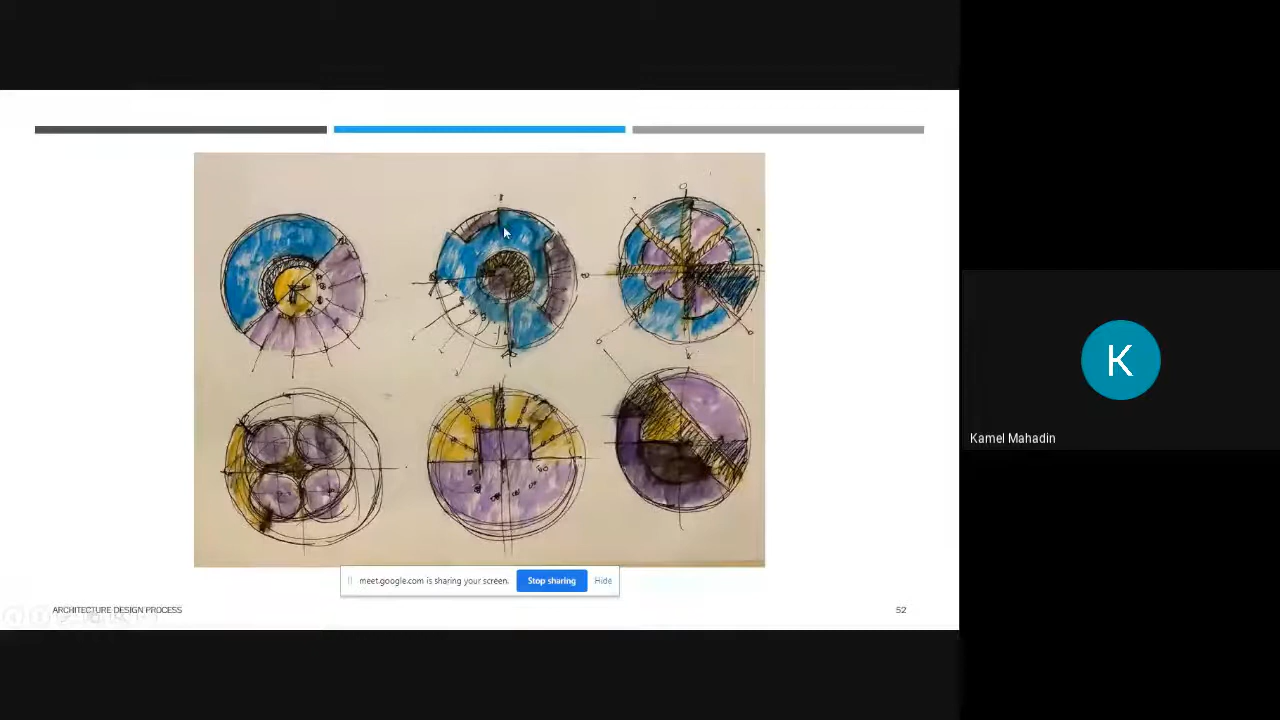 K
Kamel Mahadin
meet.google.com is sharing your screen.
Stop sharing
Hide
ARCHITECTURE DESIGN PROCESS
52